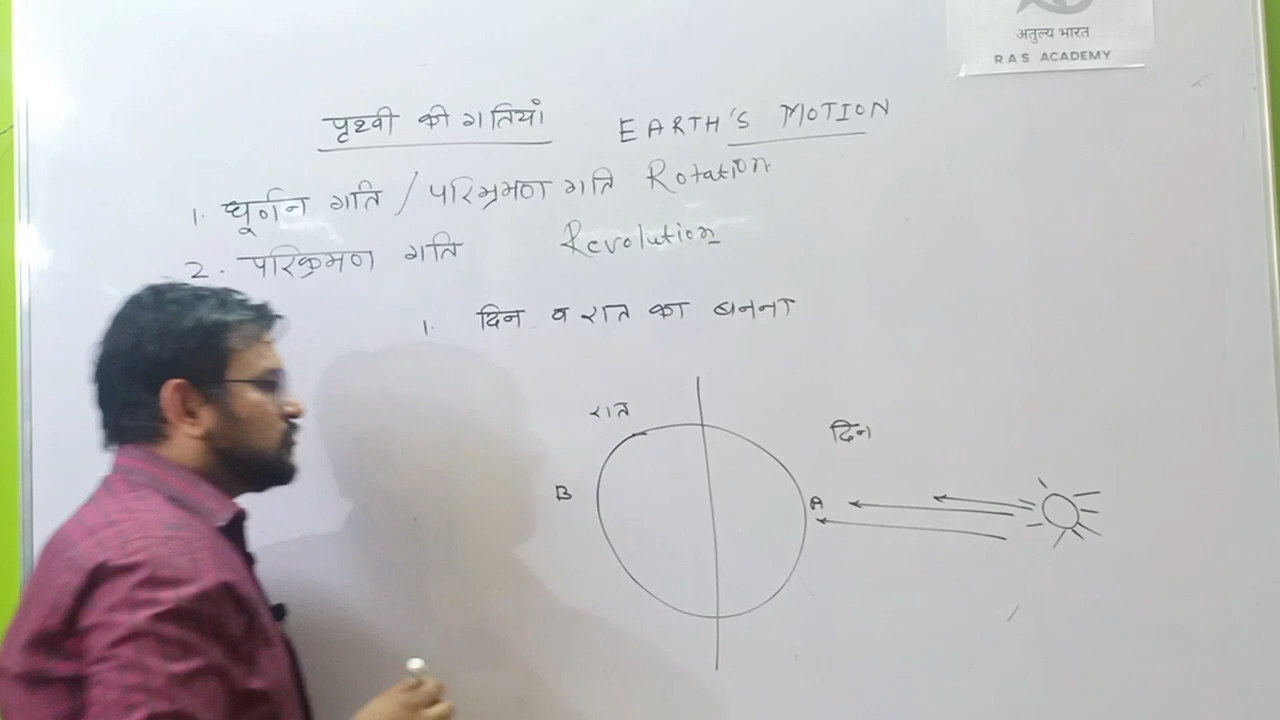 अतुल्य भारत
RAS ACADEMY
पृथ्वी की गतियां EARTH'S MOTION
1. घूर्णन गति / परिभ्रमण गति Rotation
2. परिक्रमण गति Revolution
1. दिन व रात का बनना
रात
दिन
B
A